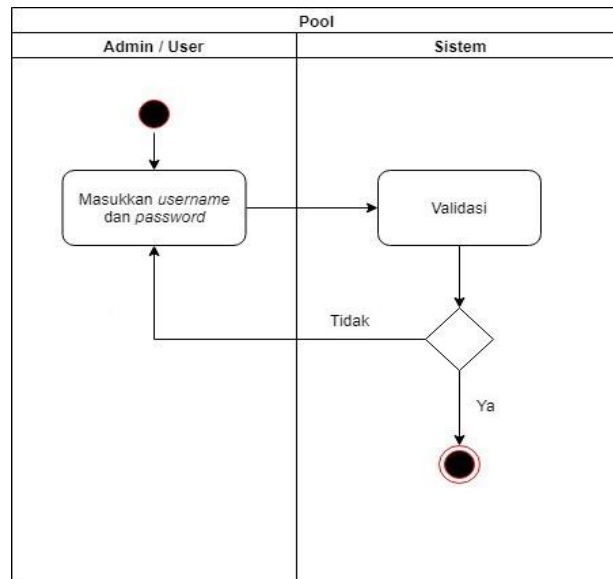 Pool
Admin / User
Sistem
Masukkan username
dan password
Validasi
Tidak
Ya